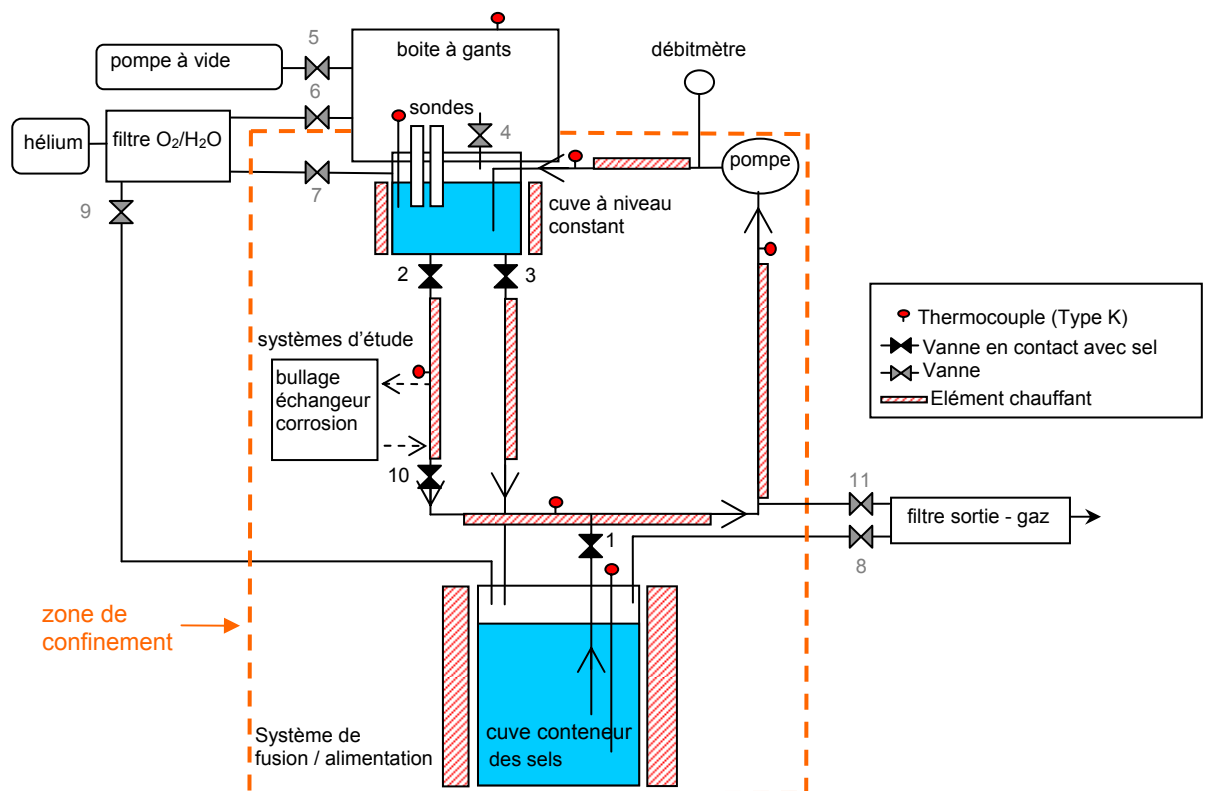 5
boite à gants
débitmètre
pompe à vide
6
sondes
4
hélium
filtre O₂/H₂O
pompe
7
cuve à niveau
constant
9
2
3
Thermocouple (Type K)
Vanne en contact avec sel
Vanne
Elément chauffant
systèmes d'étude
bullage
échangeur
corrosion
10
11
filtre sortie - gaz
1
8
zone de
confinement
Système de
fusion / alimentation
cuve conteneur
des sels